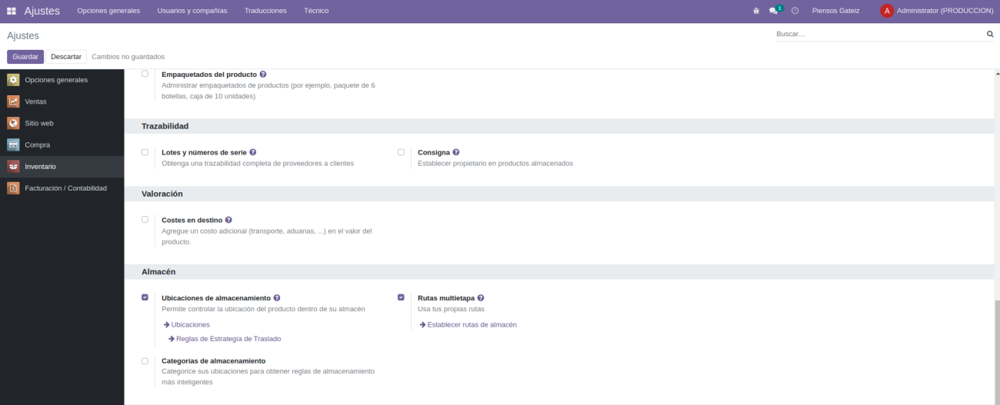 Ajustes Opciones generales Usuarios y compañías Traducciones Técnico 1 Piensos Gateiz A Administrator (PRODUCCION)
Ajustes Buscar...
Guardar Descartar Cambios no guardados
Opciones generales
Ventas
Sitio web
Compra
Inventario
Facturación / Contabilidad
Empaquetados del producto
Administrar empaquetados de productos (por ejemplo, paquete de 6
botellas, caja de 10 unidades)
Trazabilidad
Lotes y números de serie
Obtenga una trazabilidad completa de proveedores a clientes
Consigna
Establecer propietario en productos almacenados
Valoración
Costes en destino
Agregue un costo adicional (transporte, aduanas, ...) en el valor del
producto.
Almacén
Ubicaciones de almacenamiento
Permite controlar la ubicación del producto dentro de su almacén
Ubicaciones
Reglas de Estrategía de Traslado
Rutas multietapa
Usa tus propias rutas
Establecer rutas de almacén
Categorías de almacenamiento
Categorice sus ubicaciones para obtener reglas de almacenamiento
más inteligentes